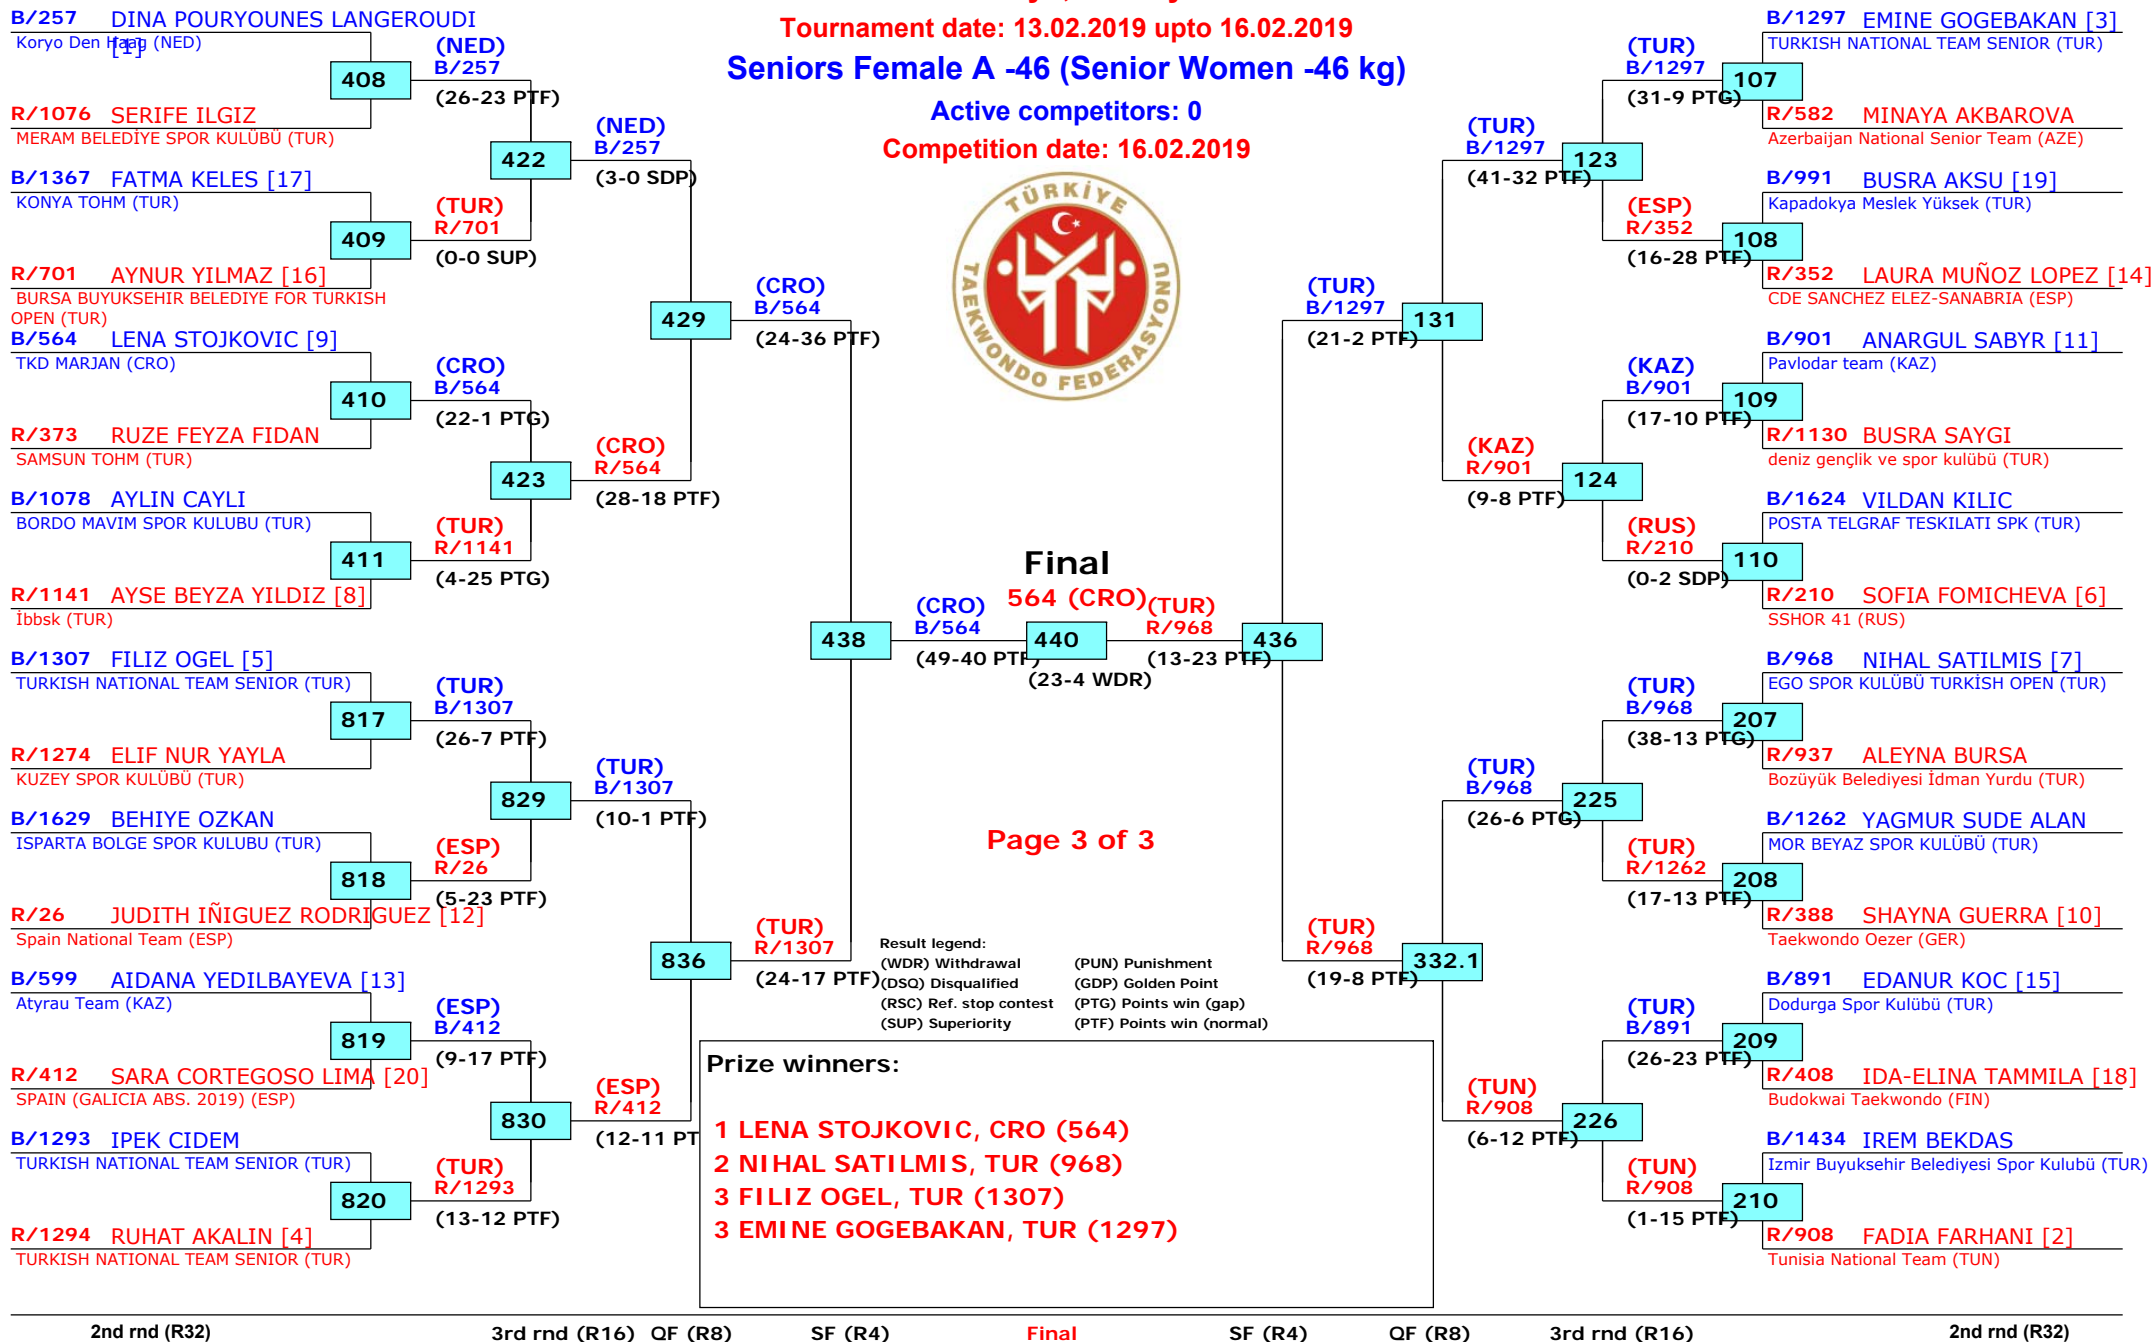 Tournament date: 13.02.2019 upto 16.02.2019
Seniors Female A -46 (Senior Women -46 kg)
Active competitors: 0
Competition date: 16.02.2019
TÜRKİYE
TAEKWONDO FEDERASYONU
B/257 DINA POURYOUNES LANGEROUDI
[1]
Koryo Den Haag (NED)
408
(NED)
B/257
(26-23 PTF)
R/1076 SERIFE ILGIZ
MERAM BELEDİYE SPOR KULÜBÜ (TUR)
422
(NED)
B/257
(3-0 SDP)
B/1367 FATMA KELES [17]
KONYA TOHM (TUR)
409
(TUR)
R/701
(0-0 SUP)
R/701 AYNUR YILMAZ [16]
BURSA BUYUKSEHIR BELEDIYE FOR TURKISH
OPEN (TUR)
429
(CRO)
B/564
(24-36 PTF)
B/564 LENA STOJKOVIC [9]
TKD MARJAN (CRO)
410
(CRO)
B/564
(22-1 PTG)
R/373 RUZE FEYZA FIDAN
SAMSUN TOHM (TUR)
423
(CRO)
R/564
(28-18 PTF)
B/1078 AYLIN CAYLI
BORDO MAVIM SPOR KULUBU (TUR)
411
(TUR)
R/1141
(4-25 PTG)
R/1141 AYSE BEYZA YILDIZ [8]
İbbsk (TUR)
438
(CRO)
B/564
(49-40 PTF)
B/1307 FILIZ OGEL [5]
TURKISH NATIONAL TEAM SENIOR (TUR)
817
(TUR)
B/1307
(26-7 PTF)
R/1274 ELIF NUR YAYLA
KUZEY SPOR KULÜBÜ (TUR)
829
(TUR)
B/1307
(10-1 PTF)
B/1629 BEHIYE OZKAN
ISPARTA BOLGE SPOR KULUBU (TUR)
818
(ESP)
R/26
(5-23 PTF)
R/26 JUDITH IÑIGUEZ RODRIGUEZ [12]
Spain National Team (ESP)
836
(TUR)
R/1307
(24-17 PTF)
B/599 AIDANA YEDILBAYEVA [13]
Atyrau Team (KAZ)
819
(ESP)
B/412
(9-17 PTF)
R/412 SARA CORTEGOSO LIMA [20]
SPAIN (GALICIA ABS. 2019) (ESP)
830
(ESP)
R/412
(12-11 PT
B/1293 IPEK CIDEM
TURKISH NATIONAL TEAM SENIOR (TUR)
820
(TUR)
R/1293
(13-12 PTF)
R/1294 RUHAT AKALIN [4]
TURKISH NATIONAL TEAM SENIOR (TUR)
Final
564 (CRO)
440
(23-4 WDR)
Page 3 of 3
(TUR)
R/968
(13-23 PTF)
436
B/1297 EMINE GOGEBAKAN [3]
TURKISH NATIONAL TEAM SENIOR (TUR)
(TUR)
B/1297
(31-9 PTG)
107
R/582 MINAYA AKBAROVA
Azerbaijan National Senior Team (AZE)
(TUR)
B/1297
(41-32 PTF)
123
B/991 BUSRA AKSU [19]
Kapadokya Meslek Yüksek (TUR)
(ESP)
R/352
(16-28 PTF)
108
R/352 LAURA MUÑOZ LOPEZ [14]
CDE SANCHEZ ELEZ-SANABRIA (ESP)
(TUR)
B/1297
(21-2 PTF)
131
B/901 ANARGUL SABYR [11]
Pavlodar team (KAZ)
(KAZ)
B/901
(17-10 PTF)
109
R/1130 BUSRA SAYGI
deniz gençlik ve spor kulübü (TUR)
(KAZ)
R/901
(9-8 PTF)
124
B/1624 VILDAN KILIC
POSTA TELGRAF TESKILATI SPK (TUR)
(RUS)
R/210
(0-2 SDP)
110
R/210 SOFIA FOMICHEVA [6]
SSHOR 41 (RUS)
B/968 NIHAL SATILMIS [7]
EGO SPOR KULÜBÜ TURKİSH OPEN (TUR)
(TUR)
B/968
(38-13 PTG)
207
R/937 ALEYNA BURSA
Bozüyük Belediyesi İdman Yurdu (TUR)
(TUR)
B/968
(26-6 PTG)
225
B/1262 YAGMUR SUDE ALAN
MOR BEYAZ SPOR KULÜBÜ (TUR)
(TUR)
R/1262
(17-13 PTF)
208
R/388 SHAYNA GUERRA [10]
Taekwondo Oezer (GER)
(TUR)
R/968
(19-8 PTF)
332.1
B/891 EDANUR KOC [15]
Dodurga Spor Kulübü (TUR)
(TUR)
B/891
(26-23 PTF)
209
R/408 IDA-ELINA TAMMILA [18]
Budokwai Taekwondo (FIN)
(TUN)
R/908
(6-12 PTF)
226
B/1434 IREM BEKDAS
Izmir Buyuksehir Belediyesi Spor Kulubü (TUR)
(TUN)
R/908
(1-15 PTF)
210
R/908 FADIA FARHANI [2]
Tunisia National Team (TUN)
Result legend:
(WDR) Withdrawal (PUN) Punishment
(DSQ) Disqualified (GDP) Golden Point
(RSC) Ref. stop contest (PTG) Points win (gap)
(SUP) Superiority (PTF) Points win (normal)
Prize winners:
1 LENA STOJKOVIC, CRO (564)
2 NIHAL SATILMIS, TUR (968)
3 FILIZ OGEL, TUR (1307)
3 EMINE GOGEBAKAN, TUR (1297)
2nd rnd (R32) 3rd rnd (R16) QF (R8) SF (R4) Final SF (R4) QF (R8) 3rd rnd (R16) 2nd rnd (R32)